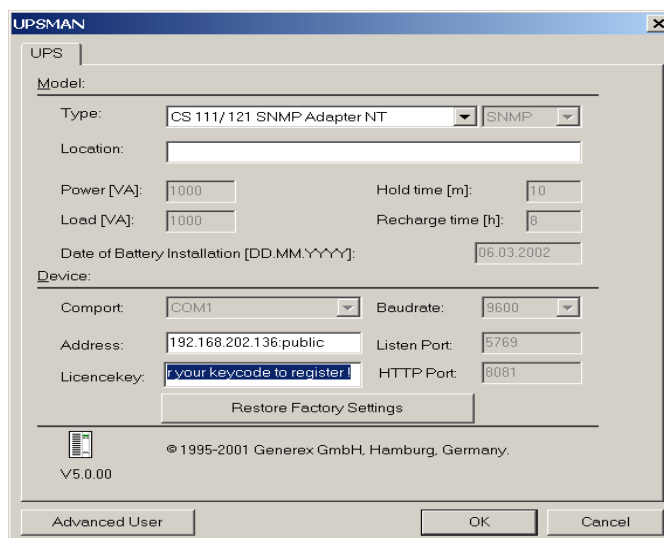 UPSMAN
UPS
Model:
Type: CS 111/121 SNMP Adapter NT SNMP
Location:
Power [VA]: 1000 Hold time [m]: 10
Load [VA]: 1000 Recharge time [h]: 8
Date of Battery Installation [DD.MM.YYYY]: 06.03.2002
Device:
Comport: COM1 Baudrate: 9600
Address: 192.168.202.136:public Listen Port: 5769
Licencekey: r your keycode to register ! HTTP Port: 8081
Restore Factory Settings
© 1995-2001 Generex GmbH, Hamburg, Germany.
V5.0.00
Advanced User OK Cancel